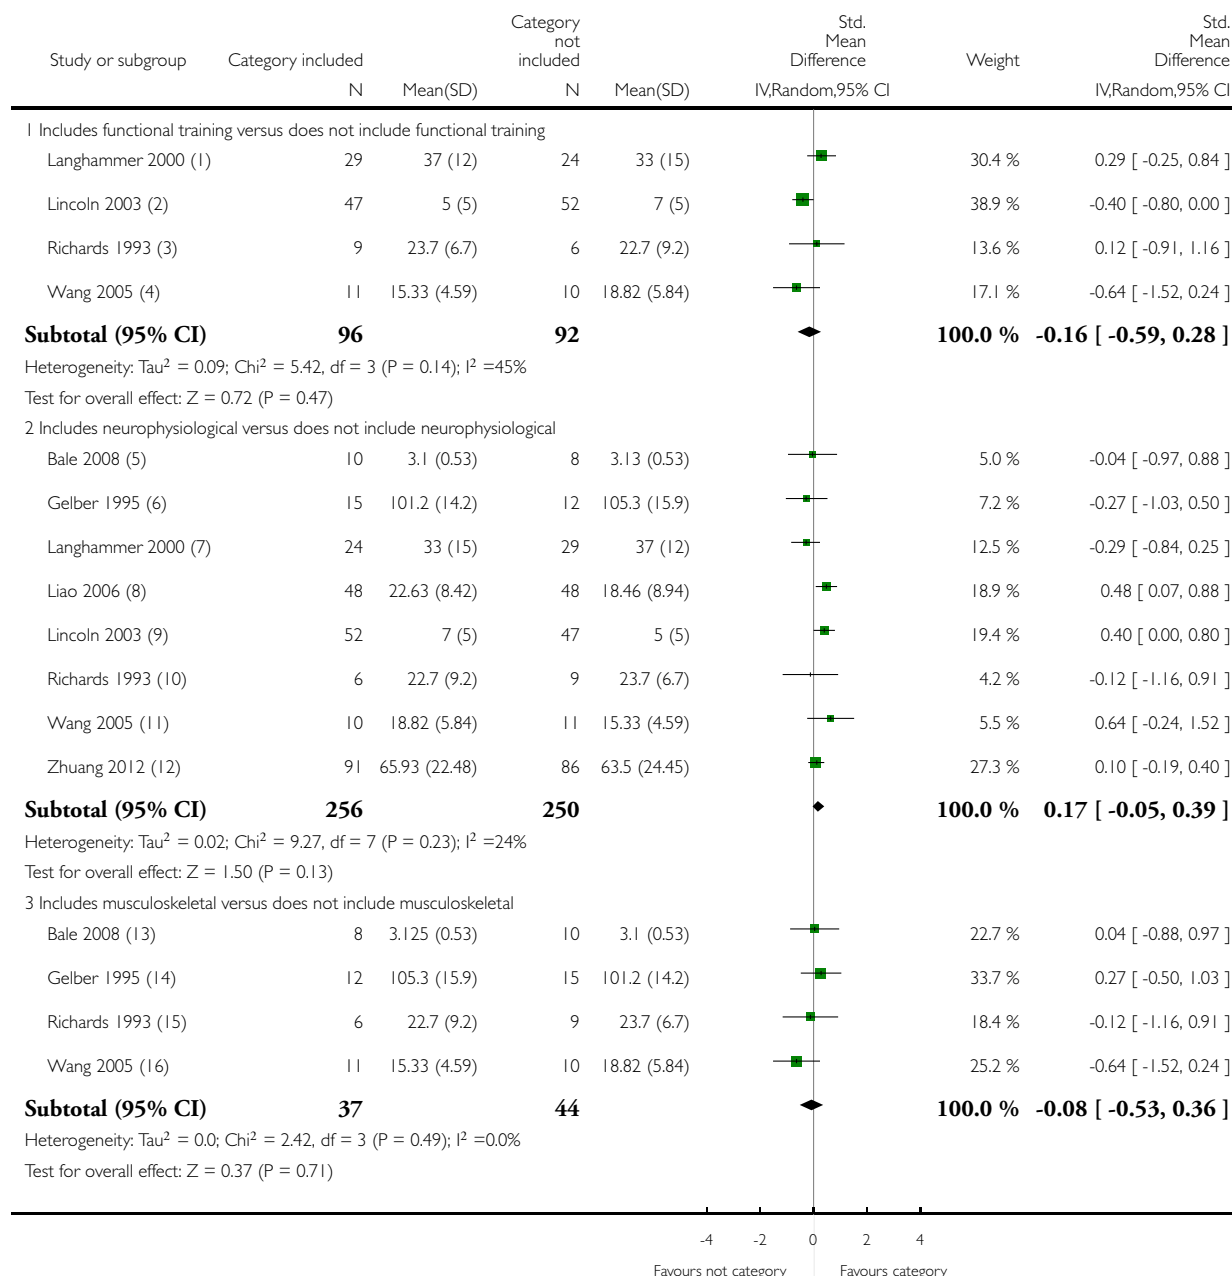 Study or subgroup Category included Category not included Std. Mean Difference Weight Std. Mean Difference
N Mean(SD) N Mean(SD) IV,Random,95% CI IV,Random,95% CI
1 Includes functional training versus does not include functional training
Langhammer 2000 (1) 29 37 (12) 24 33 (15) 30.4 % 0.29 [ -0.25, 0.84 ]
Lincoln 2003 (2) 47 5 (5) 52 7 (5) 38.9 % -0.40 [ -0.80, 0.00 ]
Richards 1993 (3) 9 23.7 (6.7) 6 22.7 (9.2) 13.6 % 0.12 [ -0.91, 1.16 ]
Wang 2005 (4) 11 15.33 (4.59) 10 18.82 (5.84) 17.1 % -0.64 [ -1.52, 0.24 ]
Subtotal (95% CI) 96 92 100.0 % -0.16 [ -0.59, 0.28 ]
Heterogeneity: Tau² = 0.09; Chi² = 5.42, df = 3 (P = 0.14); I² =45%
Test for overall effect: Z = 0.72 (P = 0.47)
2 Includes neurophysiological versus does not include neurophysiological
Bale 2008 (5) 10 3.1 (0.53) 8 3.13 (0.53) 5.0 % -0.04 [ -0.97, 0.88 ]
Gelber 1995 (6) 15 101.2 (14.2) 12 105.3 (15.9) 7.2 % -0.27 [ -1.03, 0.50 ]
Langhammer 2000 (7) 24 33 (15) 29 37 (12) 12.5 % -0.29 [ -0.84, 0.25 ]
Liao 2006 (8) 48 22.63 (8.42) 48 18.46 (8.94) 18.9 % 0.48 [ 0.07, 0.88 ]
Lincoln 2003 (9) 52 7 (5) 47 5 (5) 19.4 % 0.40 [ 0.00, 0.80 ]
Richards 1993 (10) 6 22.7 (9.2) 9 23.7 (6.7) 4.2 % -0.12 [ -1.16, 0.91 ]
Wang 2005 (11) 10 18.82 (5.84) 11 15.33 (4.59) 5.5 % 0.64 [ -0.24, 1.52 ]
Zhuang 2012 (12) 91 65.93 (22.48) 86 63.5 (24.45) 27.3 % 0.10 [ -0.19, 0.40 ]
Subtotal (95% CI) 256 250 100.0 % 0.17 [ -0.05, 0.39 ]
Heterogeneity: Tau² = 0.02; Chi² = 9.27, df = 7 (P = 0.23); I² =24%
Test for overall effect: Z = 1.50 (P = 0.13)
3 Includes musculoskeletal versus does not include musculoskeletal
Bale 2008 (13) 8 3.125 (0.53) 10 3.1 (0.53) 22.7 % 0.04 [ -0.88, 0.97 ]
Gelber 1995 (14) 12 105.3 (15.9) 15 101.2 (14.2) 33.7 % 0.27 [ -0.50, 1.03 ]
Richards 1993 (15) 6 22.7 (9.2) 9 23.7 (6.7) 18.4 % -0.12 [ -1.16, 0.91 ]
Wang 2005 (16) 11 15.33 (4.59) 10 18.82 (5.84) 25.2 % -0.64 [ -1.52, 0.24 ]
Subtotal (95% CI) 37 44 100.0 % -0.08 [ -0.53, 0.36 ]
Heterogeneity: Tau² = 0.0; Chi² = 2.42, df = 3 (P = 0.49); I² =0.0%
Test for overall effect: Z = 0.37 (P = 0.71)
-4 -2 0 2 4
Favours not category Favours category